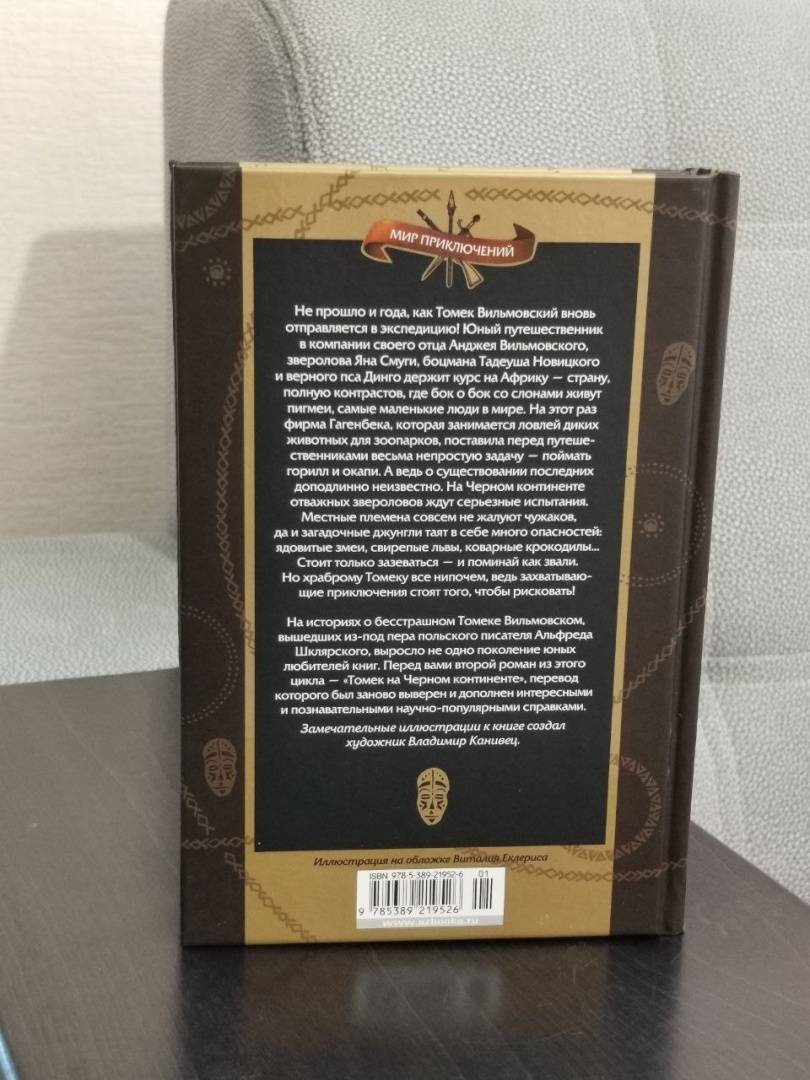 МИР ПРИКЛЮЧЕНИЙ
Не прошло и года, как Томек Вильмовский вновь
отправляется в экспедицию! Юный путешественник
в компании своего отца Анджея Вильмовского,
зверолова Яна Смуги, боцмана Тадеуша Новицкого
и верного пса Динго держит курс на Африку — страну,
полную контрастов, где бок о бок со слонами живут
пигмеи, самые маленькие люди в мире. На этот раз
фирма Гагенбека, которая занимается ловлей диких
животных для зоопарков, поставила перед путеше-
ственниками весьма непростую задачу — поймать
горилл и окапи. А ведь о существовании последних
доподлинно неизвестно. На Черном континенте
отважных звероловов ждут серьезные испытания.
Местные племена совсем не жалуют чужаков,
да и загадочные джунгли таят в себе много опасностей:
ядовитые змеи, свирепые львы, коварные крокодилы...
Стоит только зазеваться — и поминай как звали.
Но храброму Томеку все нипочем, ведь захватываю-
щие приключения стоят того, чтобы рисковать!
На историях о бесстрашном Томеке Вильмовском,
вышедших из-под пера польского писателя Альфреда
Шклярского, выросло не одно поколение юных
любителей книг. Перед вами второй роман из этого
цикла — «Томек на Черном континенте», перевод
которого был заново выверен и дополнен интересными
и познавательными научно-популярными справками.
Замечательные иллюстрации к книге создал
художник Владимир Канивец.
Иллюстрация на обложке Виталия Еклериса
ISBN 978-5-389-21952-6 01
9 785389 219526
www.azbooka.ru